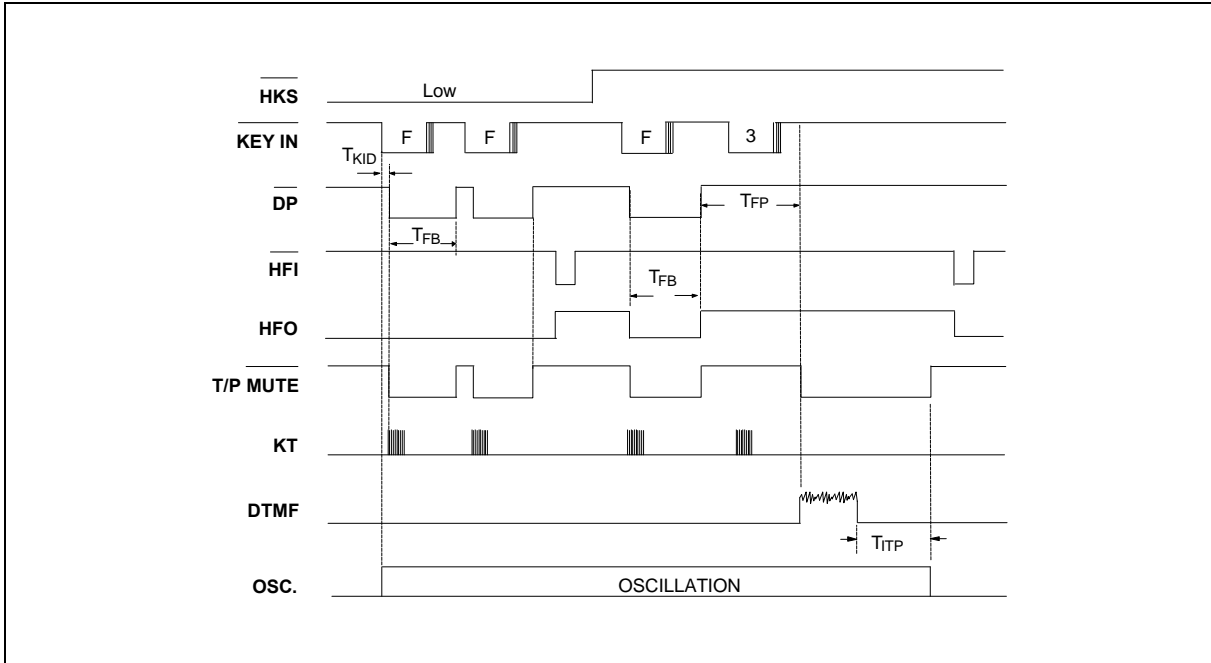 HKS
Low
KEY IN
F
F
F
3
TKID
DP
TFP
TFB
HFI
TFB
HFO
T/P MUTE
KT
DTMF
TITP
OSC.
OSCILLATION